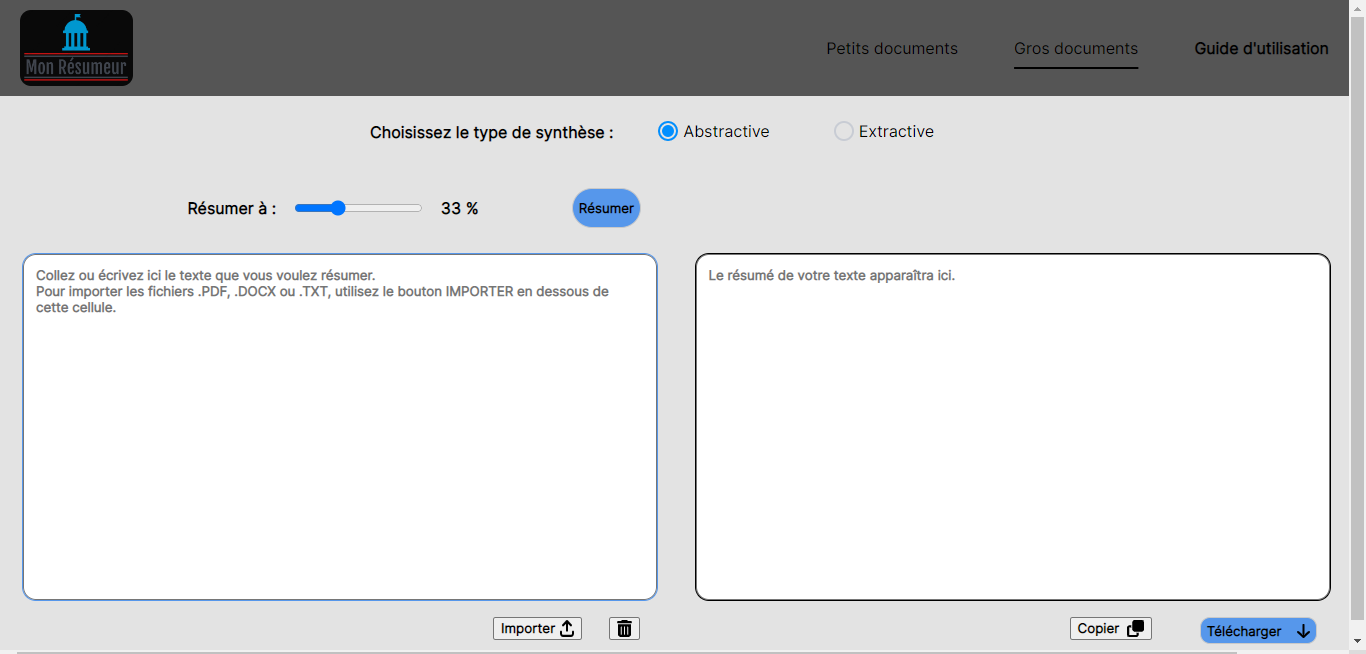 Mon Résumeur
Petits documents
Gros documents
Guide d'utilisation
Choisissez le type de synthèse :
Abstractive
Extractive
Résumer à :
33 %
Résumer
Collez ou écrivez ici le texte que vous voulez résumer.
Pour importer les fichiers .PDF, .DOCX ou .TXT, utilisez le bouton IMPORTER en dessous de
cette cellule.
Le résumé de votre texte apparaîtra ici.
Importer
Copier
Télécharger